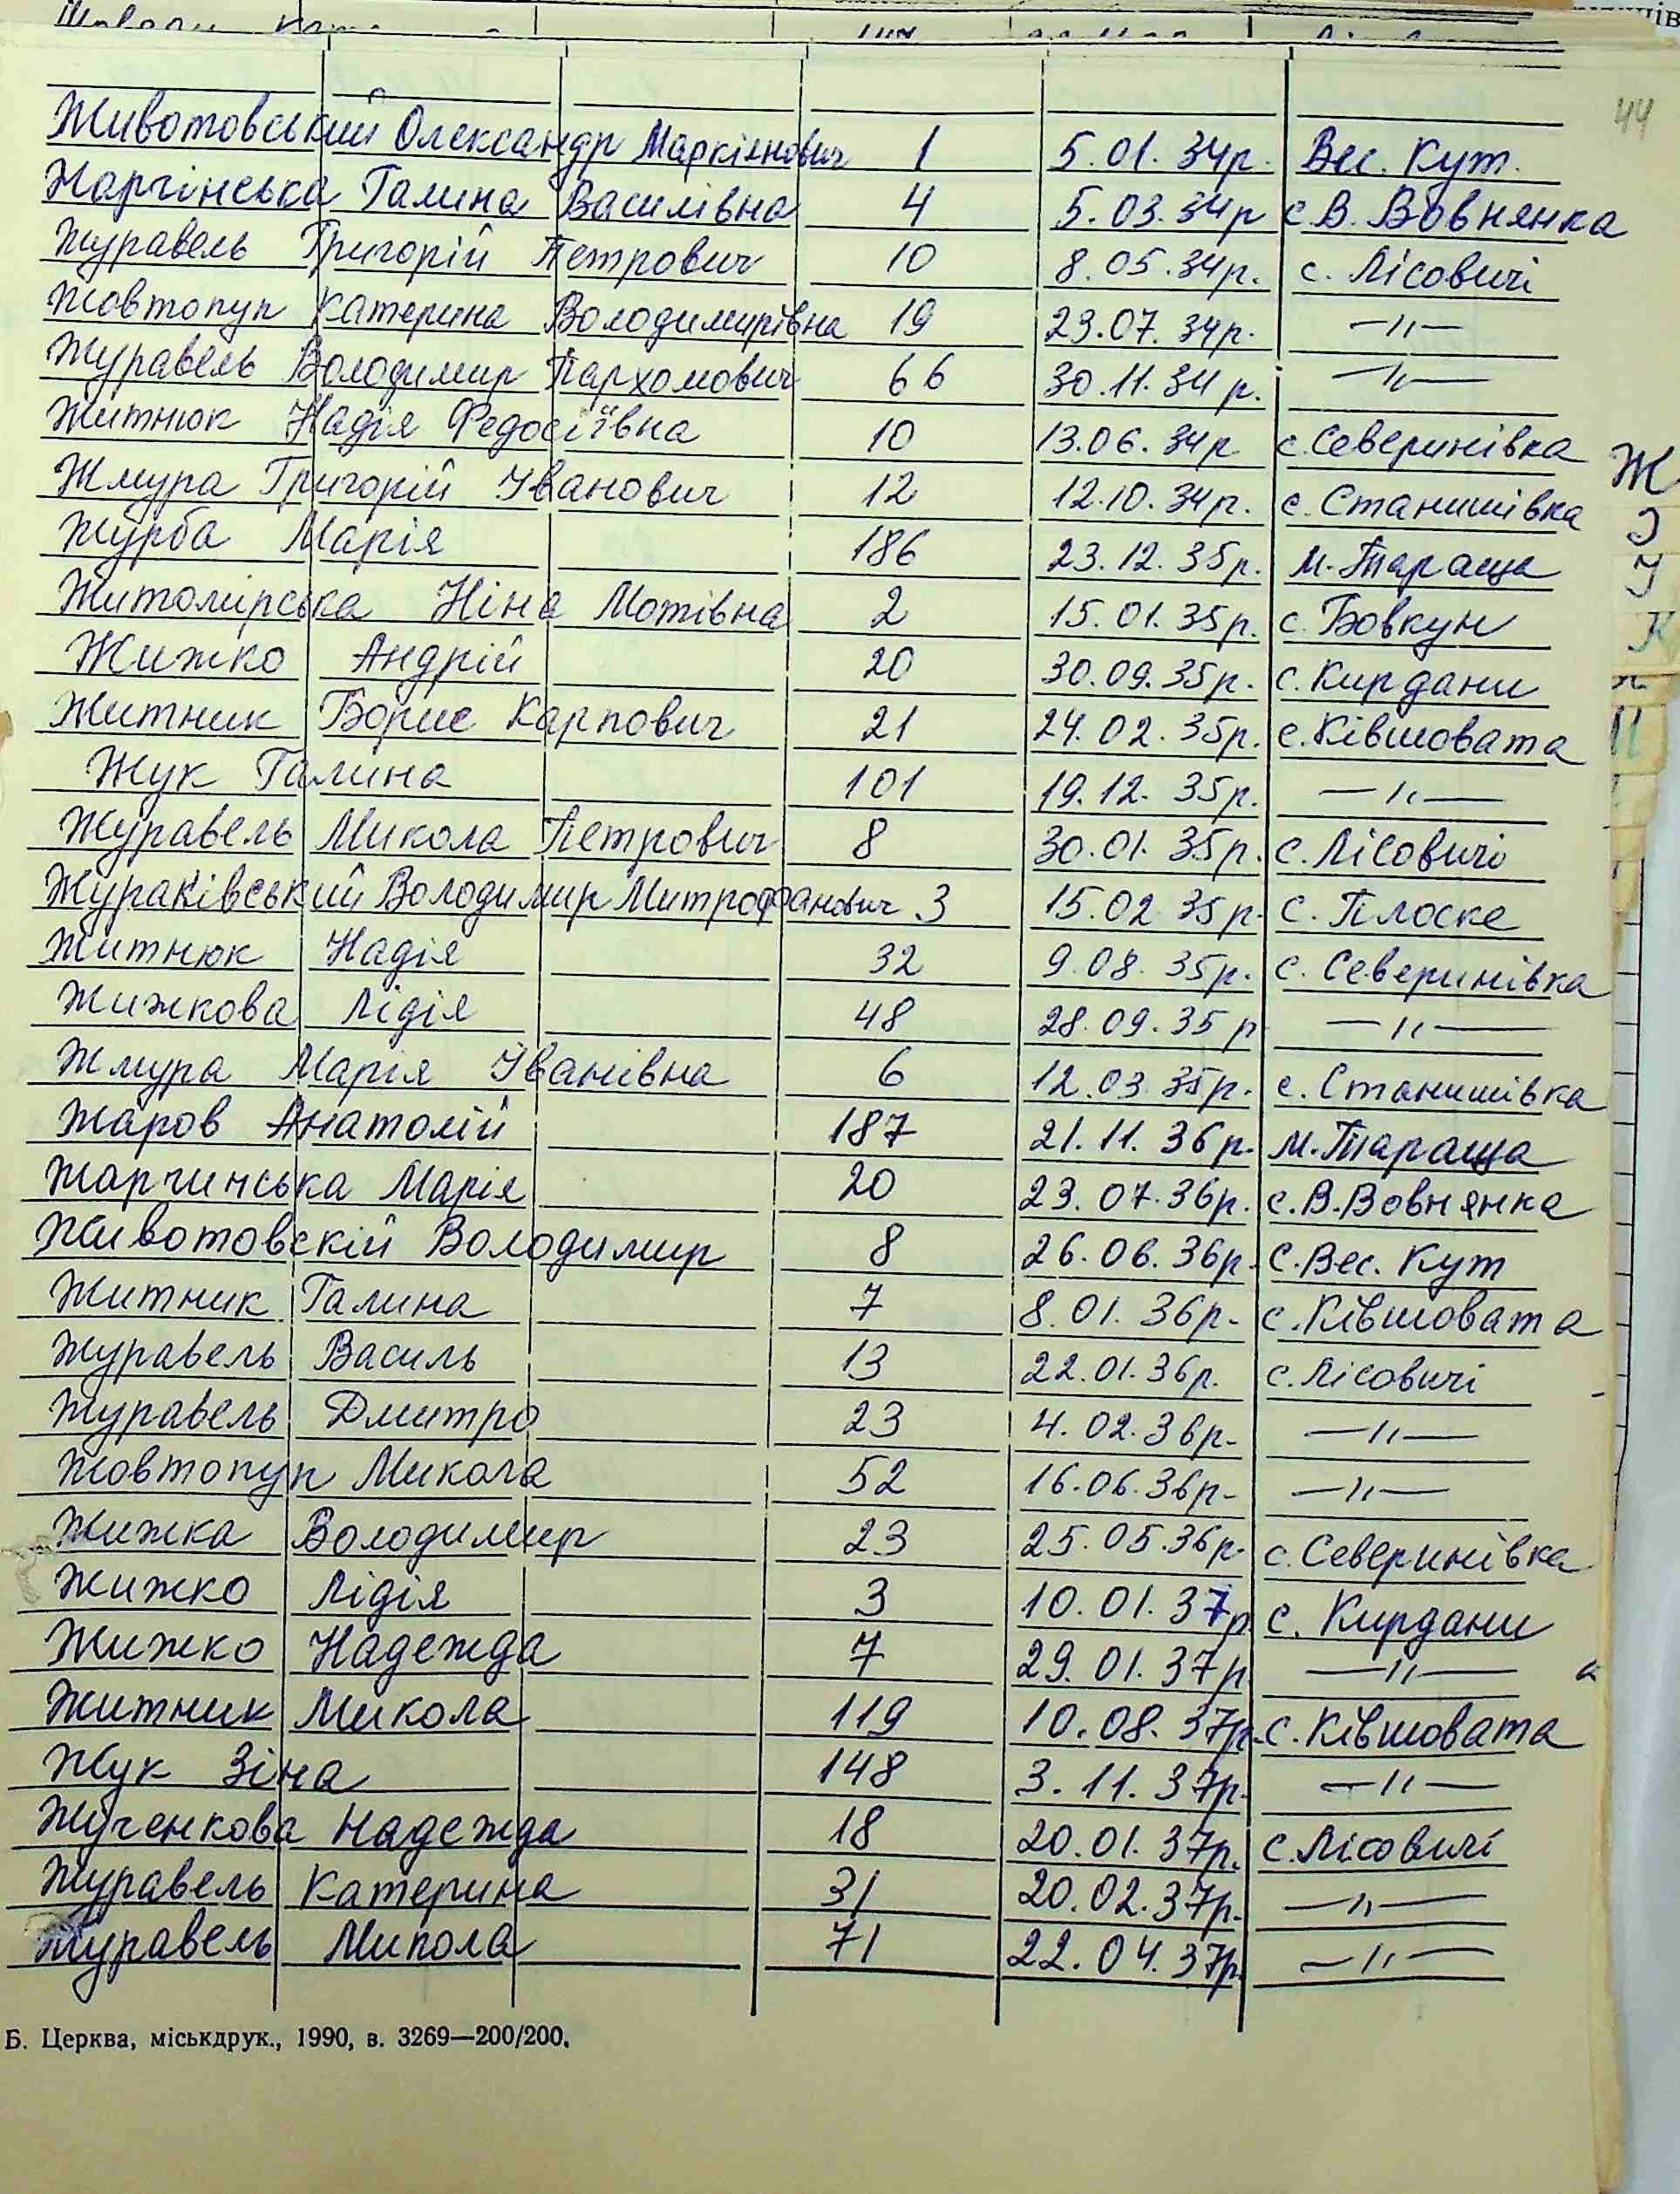 44
Животовський Олександр Маркіянович 1 5.01.34р. Вес. Кут.
Жаргінська Галина Василівна 4 5.03.34р с В. Вовнянка
Журавель Григорій Петрович 10 8.05.34р. с. Лісовичі
Жовтопуп Катерина Володимирівна 19 23.07.34р. —〃—
Журавель Володимир Пархомович 66 30.11.34 р. —〃—
Житнюк Надія Федосіївна 10 13.06.34р с.Северинівка
Жмура Григорій Іванович 12 12.10.34р. с. Станишівка
Журба Марія 186 23.12.35р. м. Тараща
Житомірська Ніна Мотівна 2 15.01.35р. с. Бовкун
Жижко Андрій 20 30.09.35р. с. Кирдани
Житник Борис Карпович 21 24.02.35р. с.Ківшовата
Жук Галина 101 19.12.35р. —〃—
Журавель Микола Петрович 8 30.01.35р. с. Лісовичі
Жураківський Володимир Митрофанович 3 15.02.35р. с. Плоске
Житнюк Надія 32 9.08.35р. с. Северинівка
Жижкова Лідія 48 28.09.35 р —〃—
Жмура Марія Іванівна 6 12.03.35р. с. Станишівка
Жаров Анатолій 187 21.11.36р. м. Тараща
Жарчинська Марія 20 23.07.36р. с.В.Вовнянка
Животовскій Володимир 8 26.06.36р. с.Вес. Кут
Житник Галина 7 8.01.36р. с.Ківшовата
Журавель Василь 13 22.01.36р. с.Лісовичі
Журавель Дмитро 23 4.02.36р. —〃—
Жовтопуп Микола 52 16.06.36р. —〃—
Жижка Володимир 23 25.05.36р. с. Северинівка
Жижко Лідія 3 10.01.37р с. Кирдани
Жижко Надежда 7 29.01.37р —〃—
Житник Микола 119 10.08.37р. с.Ківшовата
Жук Зіна 148 3.11.37р. —〃—
Жученкова Надежда 18 20.01.37р. с.Лісовичі
Журавель Катерина 31 20.02.37р. —〃—
Журавель Микола 71 22.04.37р. —〃—
Б. Церква, міськдрук., 1990, в. 3269—200/200.
Ж
К